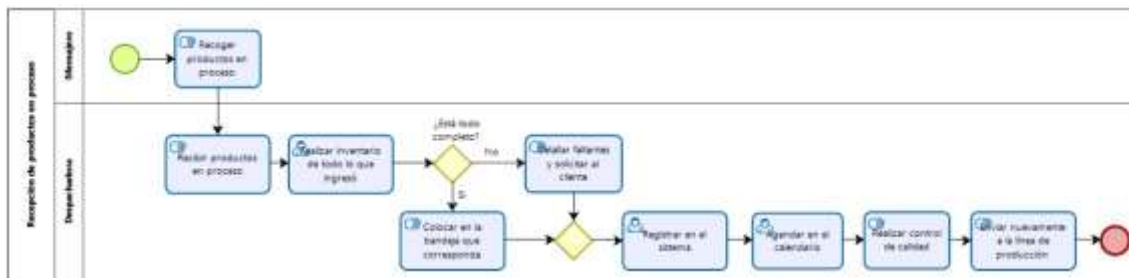 Recepción de productos en proceso
Mensajero
Recoger
productos en
proceso
Despachador
Recibir productos
en proceso
Realizar inventario
de todo lo que
ingresó
¿Está todo
completo?
No
Si
Detallar faltantes
y solicitar al
cliente
Colocar en la
bandeja que
corresponda
Registrar en el
sistema
Agendar en el
calendario
Realizar control
de calidad
Enviar nuevamente
a la línea de
producción